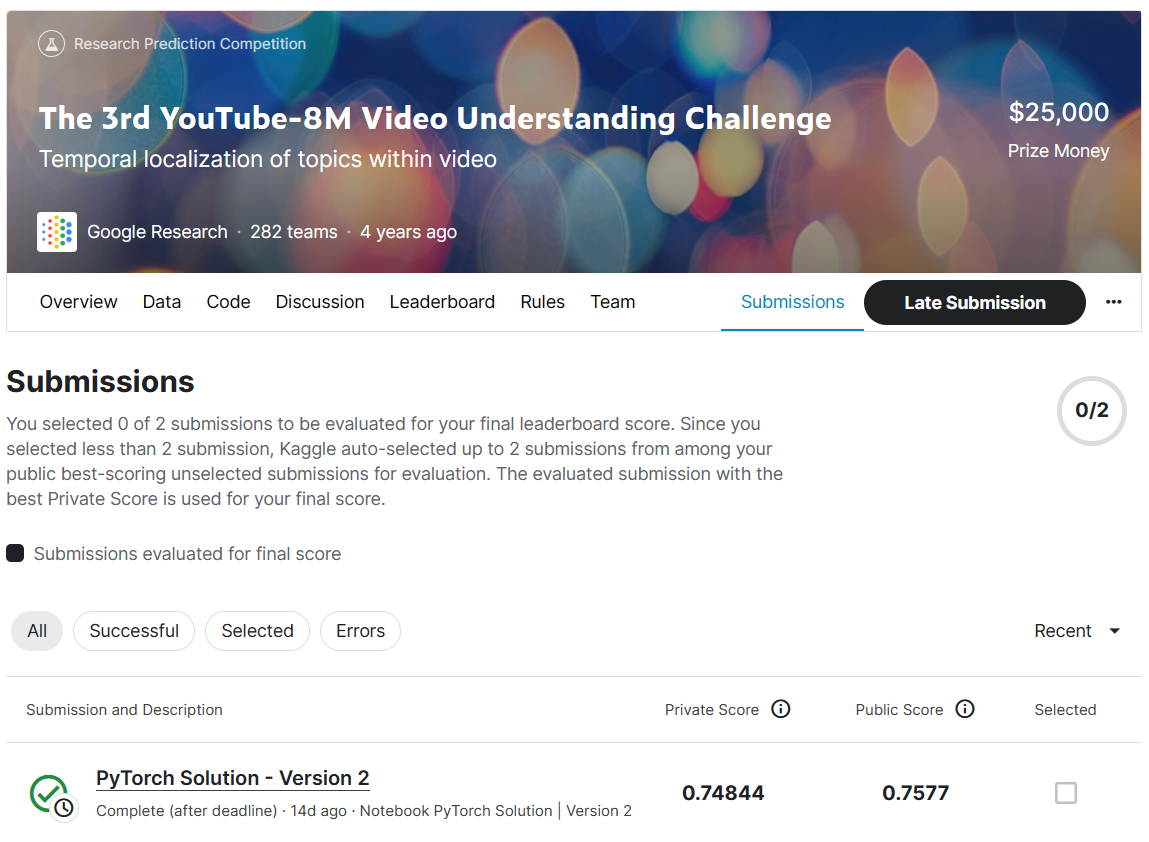 Research Prediction Competition
The 3rd YouTube-8M Video Understanding Challenge
$25,000
Temporal localization of topics within video
Prize Money
Google Research · 282 teams · 4 years ago
Overview Data Code Discussion Leaderboard Rules Team Submissions Late Submission ...
Submissions
0/2
You selected 0 of 2 submissions to be evaluated for your final leaderboard score. Since you
selected less than 2 submission, Kaggle auto-selected up to 2 submissions from among your
public best-scoring unselected submissions for evaluation. The evaluated submission with the
best Private Score is used for your final score.
Submissions evaluated for final score
All Successful Selected Errors Recent
Submission and Description Private Score Public Score Selected
PyTorch Solution - Version 2
0.74844 0.7577
Complete (after deadline) · 14d ago · Notebook PyTorch Solution | Version 2